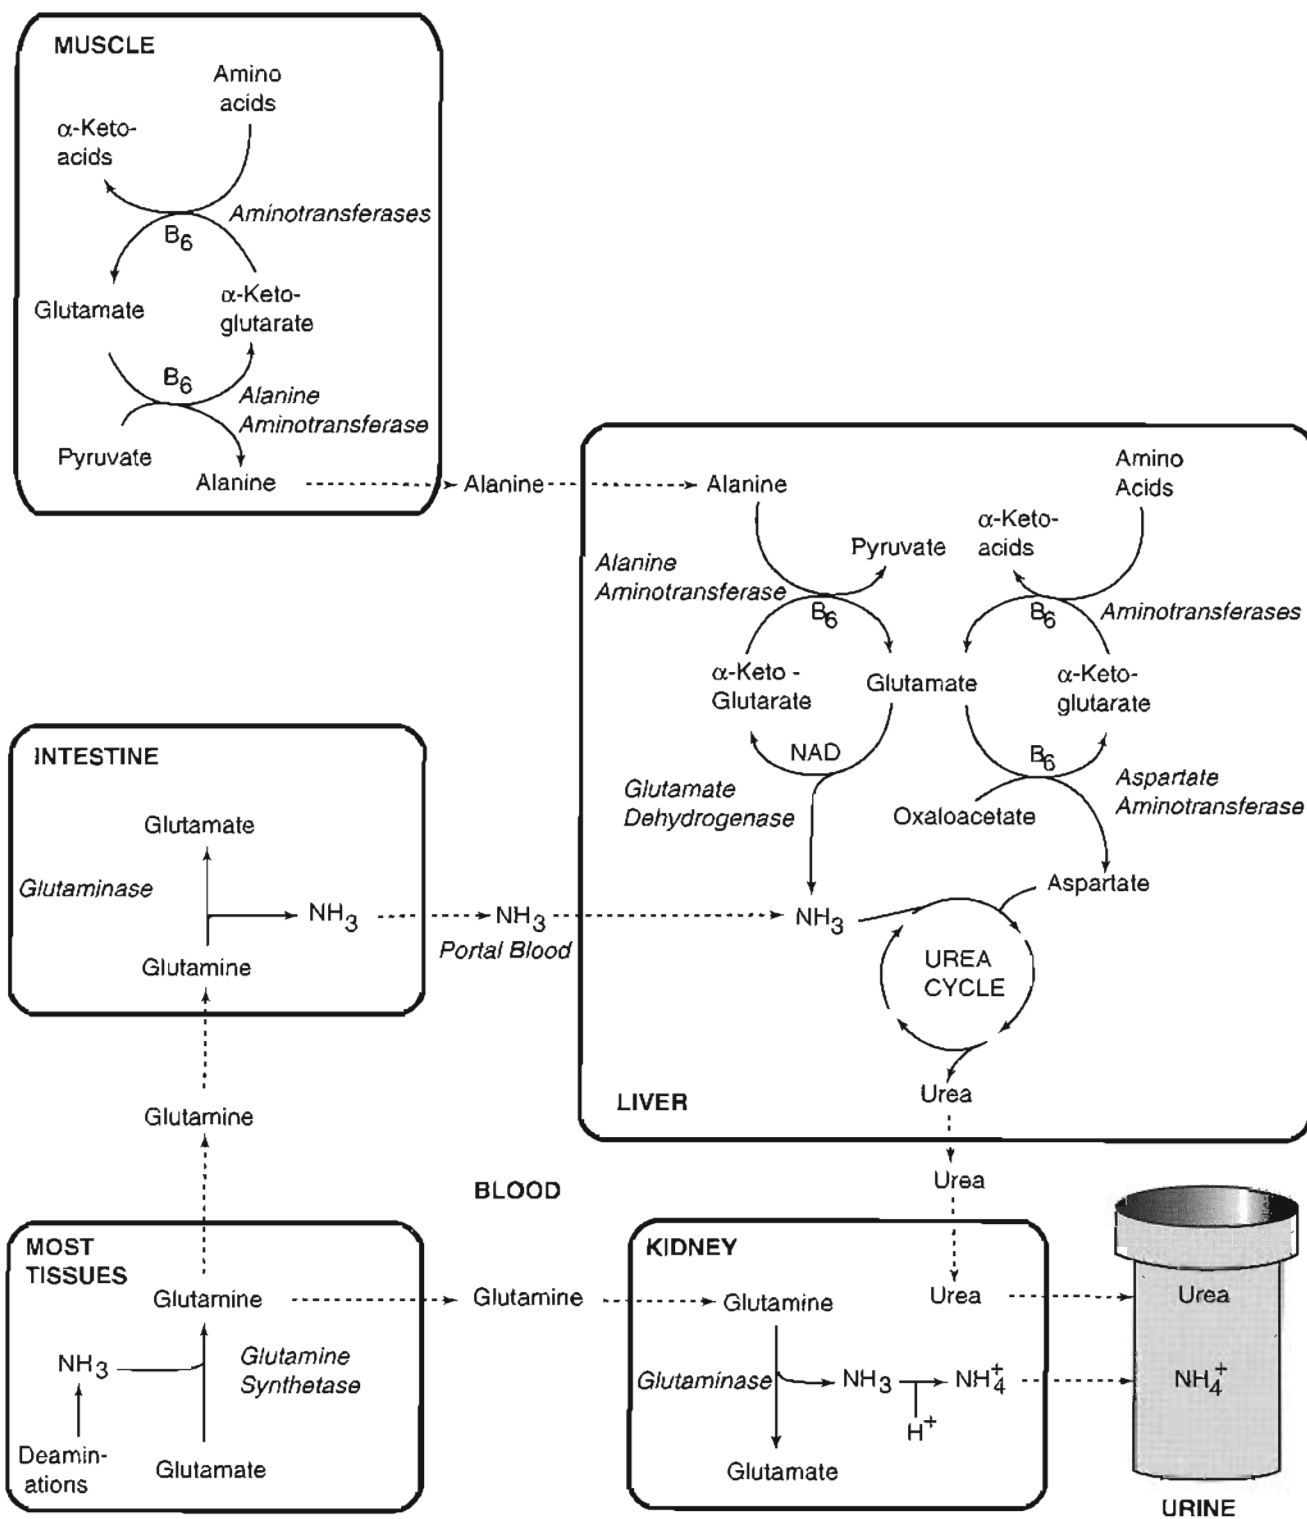 MUSCLE
Amino
acids
α-Keto-
acids
Aminotransferases
B6
Glutamate
α-Keto-
glutarate
B6
Alanine
Aminotransferase
Pyruvate
Alanine
Alanine
Alanine
Alanine
Aminotransferase
Pyruvate
B6
α-Keto -
Glutarate
Glutamate
NAD
Glutamate
Dehydrogenase
Amino
Acids
α-Keto-
acids
B6
Aminotransferases
α-Keto-
glutarate
B6
Oxaloacetate
Aspartate
Aminotransferase
Aspartate
NH3
UREA
CYCLE
Urea
LIVER
INTESTINE
Glutamate
Glutaminase
NH3
Glutamine
NH3
Portal Blood
Glutamine
BLOOD
Urea
MOST
TISSUES
Glutamine
NH3
Glutamine
Synthetase
Deamin-
ations
Glutamate
Glutamine
KIDNEY
Glutamine
Urea
Glutaminase
NH3
NH4+
H+
Glutamate
Urea
NH4+
URINE